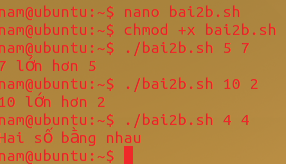 nam@ubuntu:~$ nano bai2b.sh
nam@ubuntu:~$ chmod +x bai2b.sh
nam@ubuntu:~$ ./bai2b.sh 5 7
7 lớn hơn 5
nam@ubuntu:~$ ./bai2b.sh 10 2
10 lớn hơn 2
nam@ubuntu:~$ ./bai2b.sh 4 4
Hai số bằng nhau
nam@ubuntu:~$